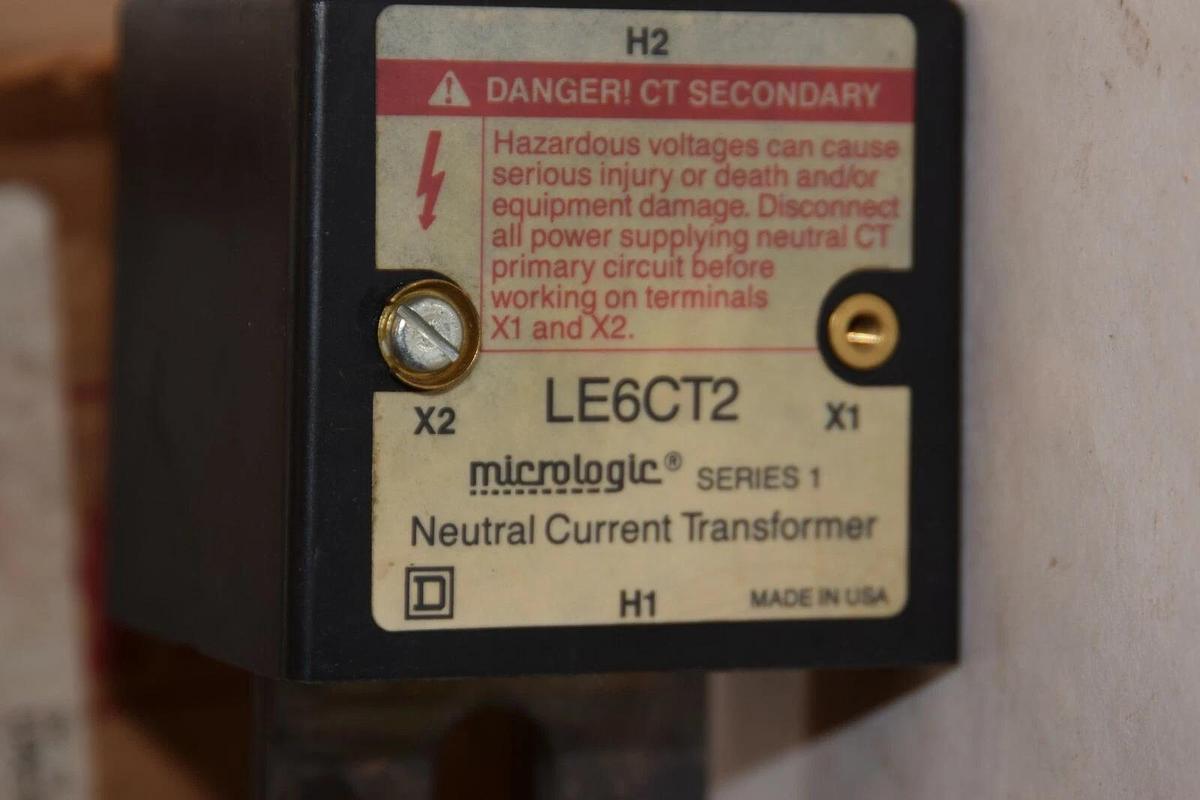 H2
DANGER! CT SECONDARY
Hazardous voltages can cause
serious injury or death and/or
equipment damage. Disconnect
all power supplying neutral CT
primary circuit before
working on terminals
X1 and X2.
LE6CT2
X2
X1
micrologic® SERIES 1
Neutral Current Transformer
D
H1
MADE IN USA